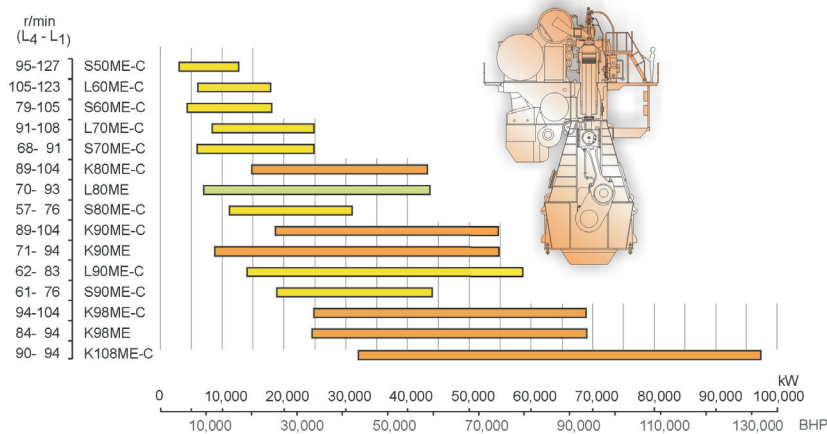 r/min
(L4 - L1)
95-127 S50ME-C
105-123 L60ME-C
79-105 S60ME-C
91-108 L70ME-C
68- 91 S70ME-C
89-104 K80ME-C
70- 93 L80ME
57- 76 S80ME-C
89-104 K90ME-C
71- 94 K90ME
62- 83 L90ME-C
61- 76 S90ME-C
94-104 K98ME-C
84- 94 K98ME
90- 94 K108ME-C
kW
0 10,000 20,000 30,000 40,000 50,000 60,000 70,000 80,000 90,000 100,000
10,000 30,000 50,000 70,000 90,000 110,000 130,000 BHP